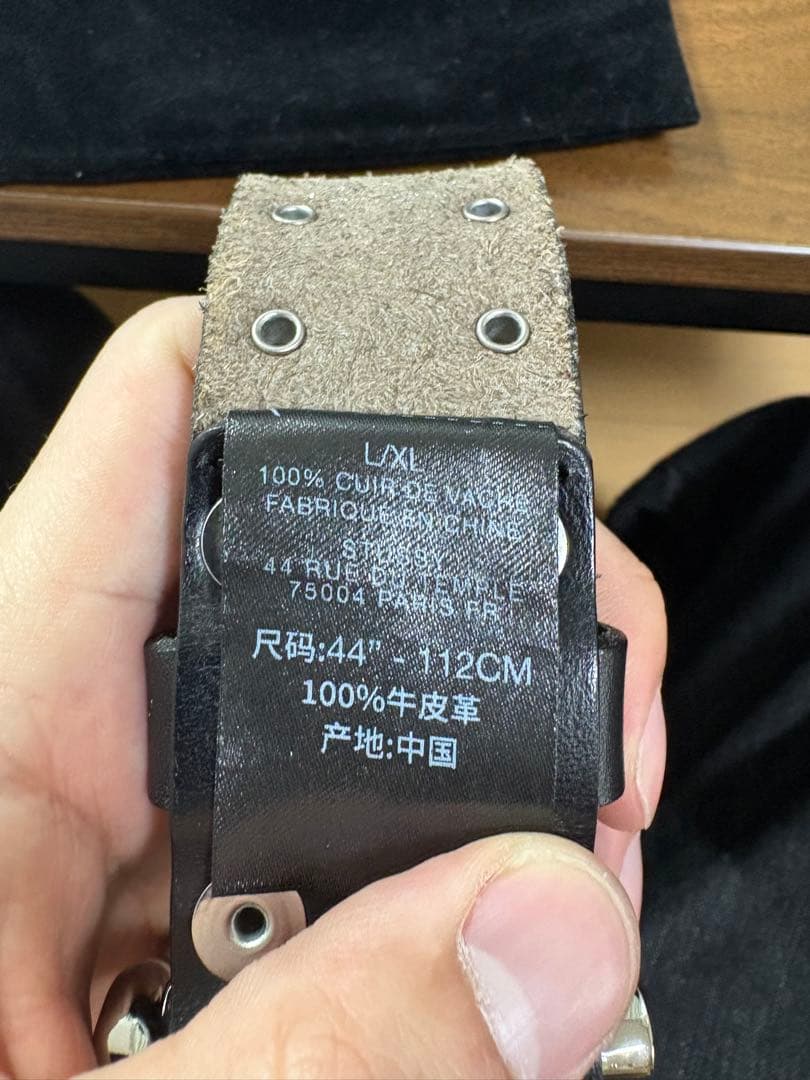 L/XL
100% CUIR DE VACHE
FABRIQUE EN CHINE
STUSSY
44 RUE DU TEMPLE
75004 PARIS FR
尺码:44" - 112CM
100%牛皮革
产地:中国